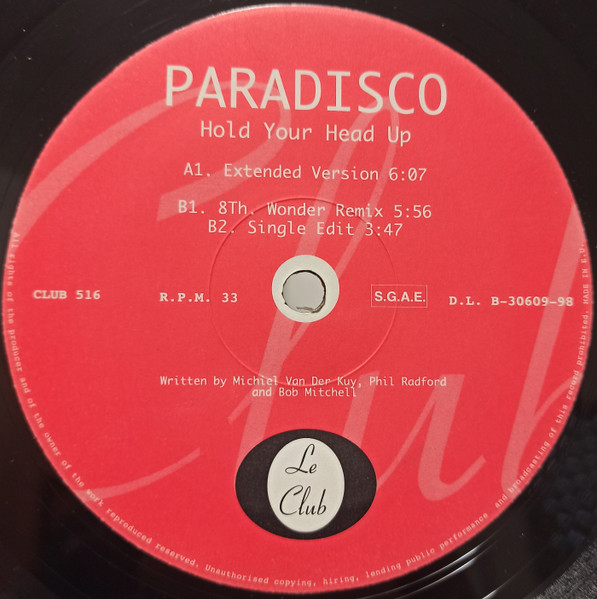 PARADISCO
Hold Your Head Up
A1. Extended Version 6:07
B1. 8Th. Wonder Remix 5:56
B2. Single Edit 3:47
CLUB 516
R.P.M. 33
S.G.A.E.
D.L. B-30609-98
Written by Michiel Van Der Kuy, Phil Radford
and Bob Mitchell
Le
Club
All rights of the producer and of the owner of the work reproduced reserved. Unauthorised copying, hiring, lending public performance and broadcasting of this record prohibited. MADE IN E.U.
Club